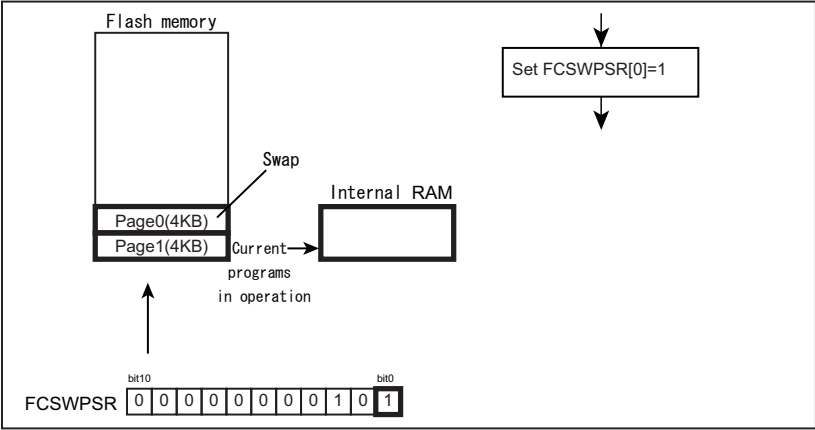 Flash memory
Set FCSWPSR[0]=1
Swap
Internal RAM
Page0(4KB)
Page1(4KB)
Current
programs
in operation
bit10
bit0
FCSWPSR 0 0 0 0 0 0 0 0 1 0 1